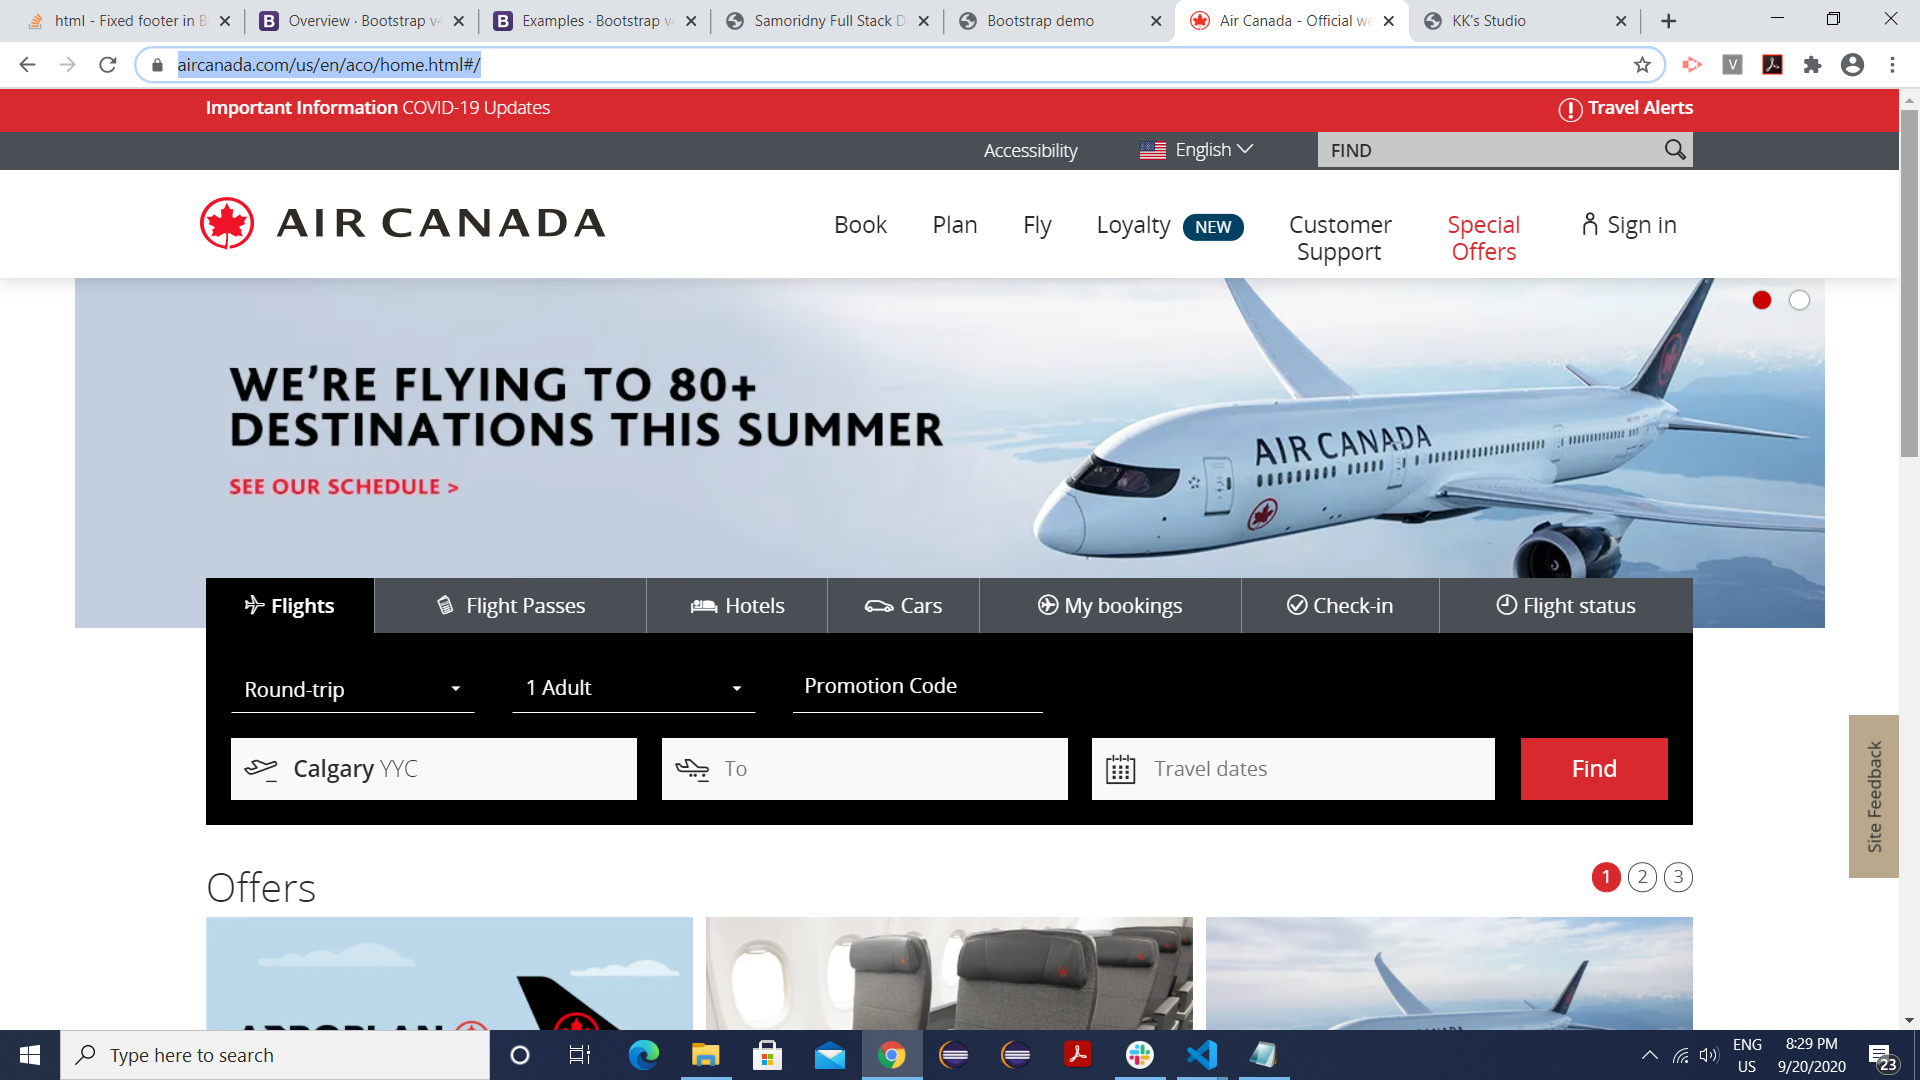 html - Fixed footer in B
Overview · Bootstrap v4
Examples · Bootstrap v4
Samoridny Full Stack D
Bootstrap demo
Air Canada - Official we
KK's Studio
aircanada.com/us/en/aco/home.html#/
Important Information COVID-19 Updates
Travel Alerts
Accessibility
English
FIND
AIR CANADA
Book
Plan
Fly
Loyalty NEW
Customer
Support
Special
Offers
Sign in
WE'RE FLYING TO 80+
DESTINATIONS THIS SUMMER
SEE OUR SCHEDULE >
AIR CANADA
Flights
Flight Passes
Hotels
Cars
My bookings
Check-in
Flight status
Round-trip
1 Adult
Promotion Code
Calgary YYC
To
Travel dates
Find
Site Feedback
Offers
1 2 3
Type here to search
ENG
US
8:29 PM
9/20/2020
23